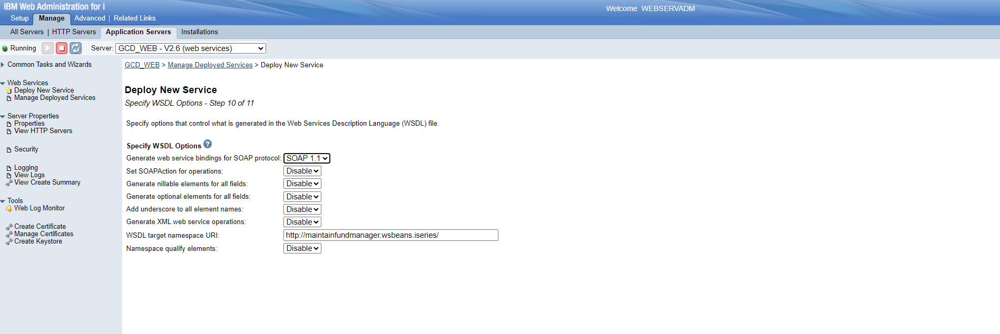 IBM Web Administration for i
Welcome WEBSERVADM
Setup Manage Advanced | Related Links
All Servers | HTTP Servers Application Servers Installations
Running Server: GCD_WEB - V2.6 (web services)
Common Tasks and Wizards
Web Services
Deploy New Service
Manage Deployed Services
Server Properties
Properties
View HTTP Servers
Security
Logging
View Logs
View Create Summary
Tools
Web Log Monitor
Create Certificate
Manage Certificates
Create Keystore
GCD_WEB > Manage Deployed Services > Deploy New Service
Deploy New Service
Specify WSDL Options - Step 10 of 11
Specify options that control what is generated in the Web Services Description Language (WSDL) file.
Specify WSDL Options ?
Generate web service bindings for SOAP protocol: SOAP 1.1
Set SOAPAction for operations: Disable
Generate nillable elements for all fields: Disable
Generate optional elements for all fields: Disable
Add underscore to all element names: Disable
Generate XML web service operations: Disable
WSDL target namespace URI: http://maintainfundmanager.wsbeans.iseries/
Namespace qualify elements: Disable